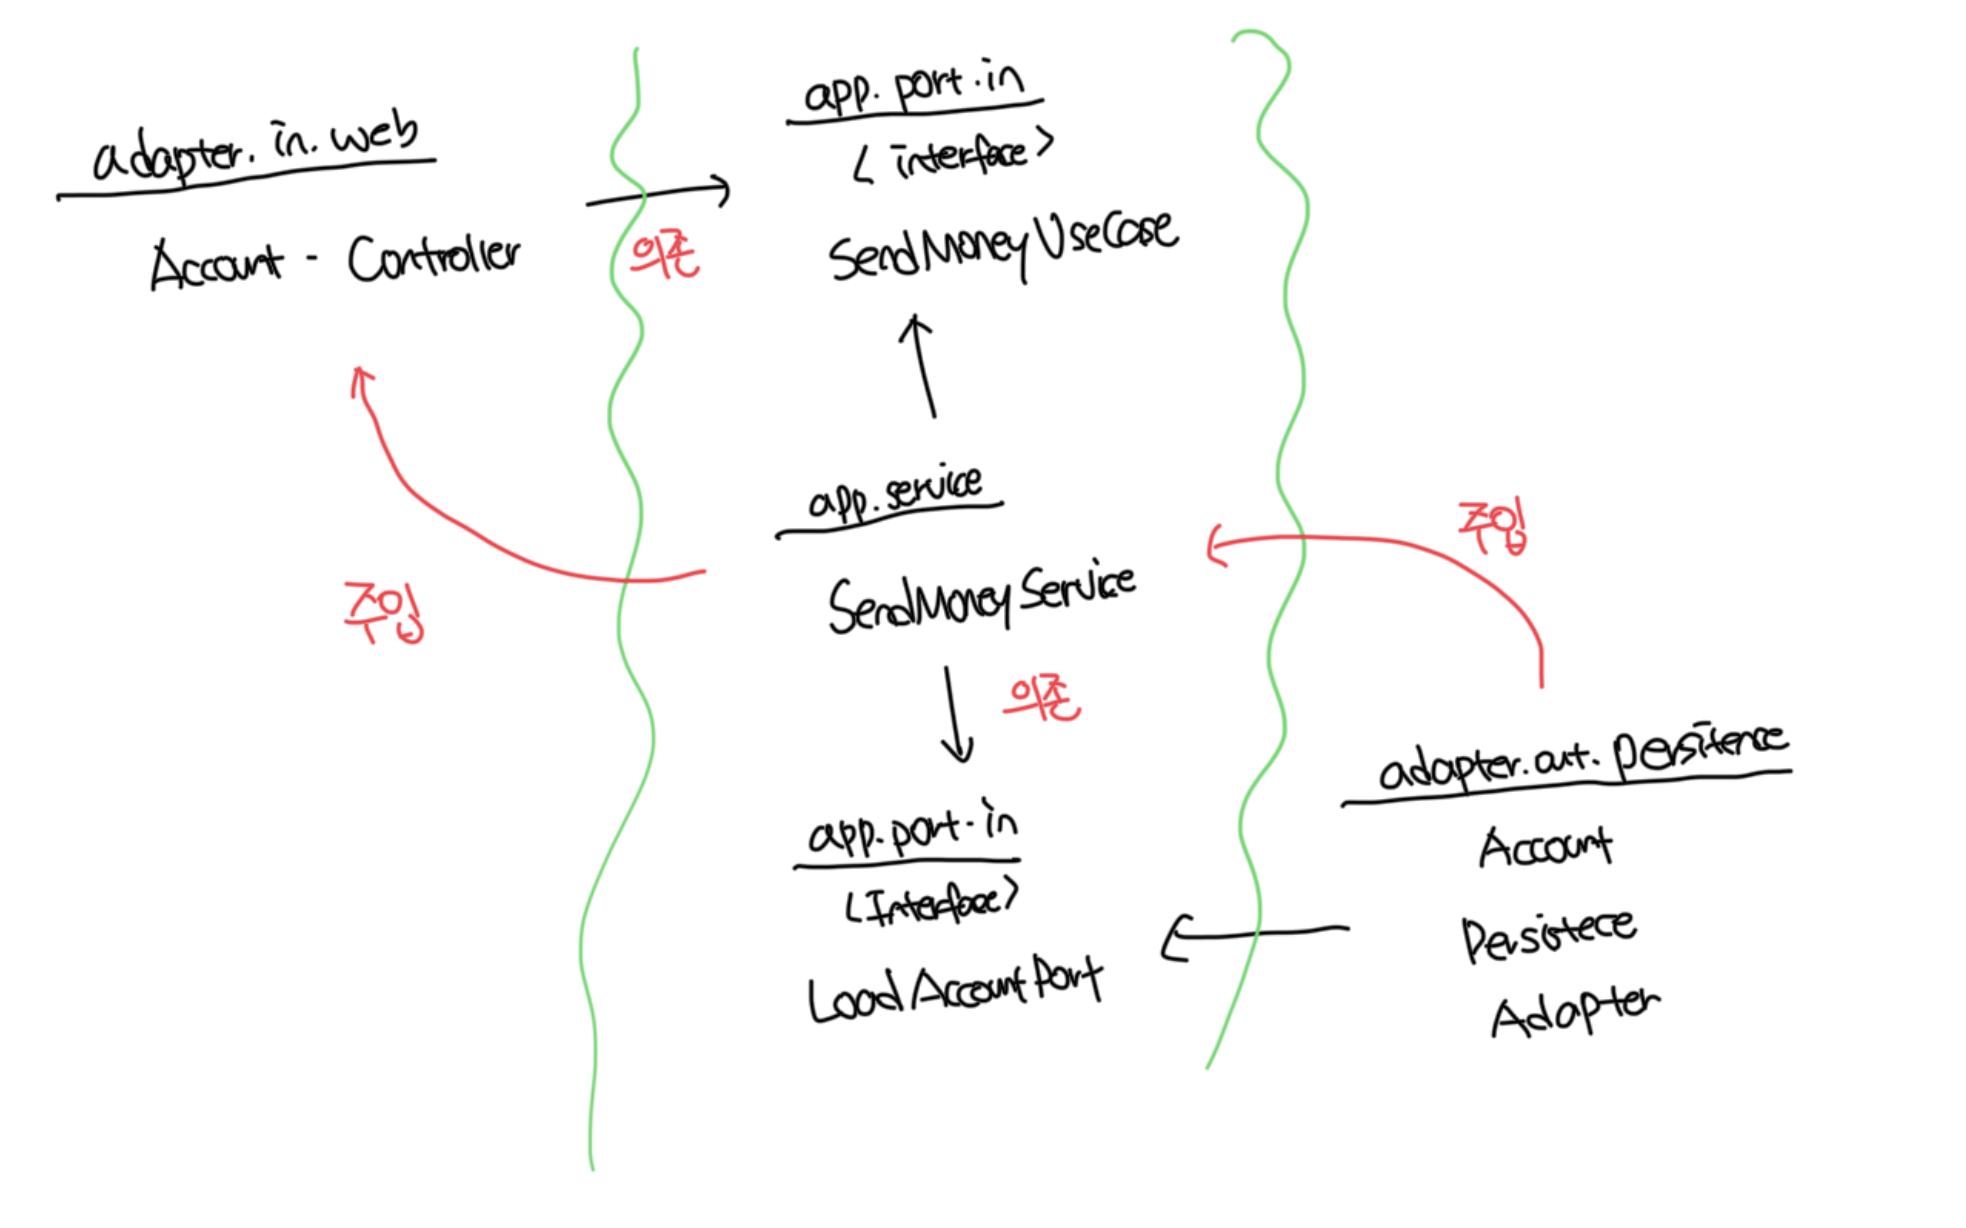 adapter.in.web
Account - Controller
주입
의존
app.port.in
<interface>
SendMoneyUseCase
app.service
SendMoneyService
의존
app.port.in
<Interface>
LoadAccountPort
주입
adapter.out.persitence
Account
Persistece
Adapter